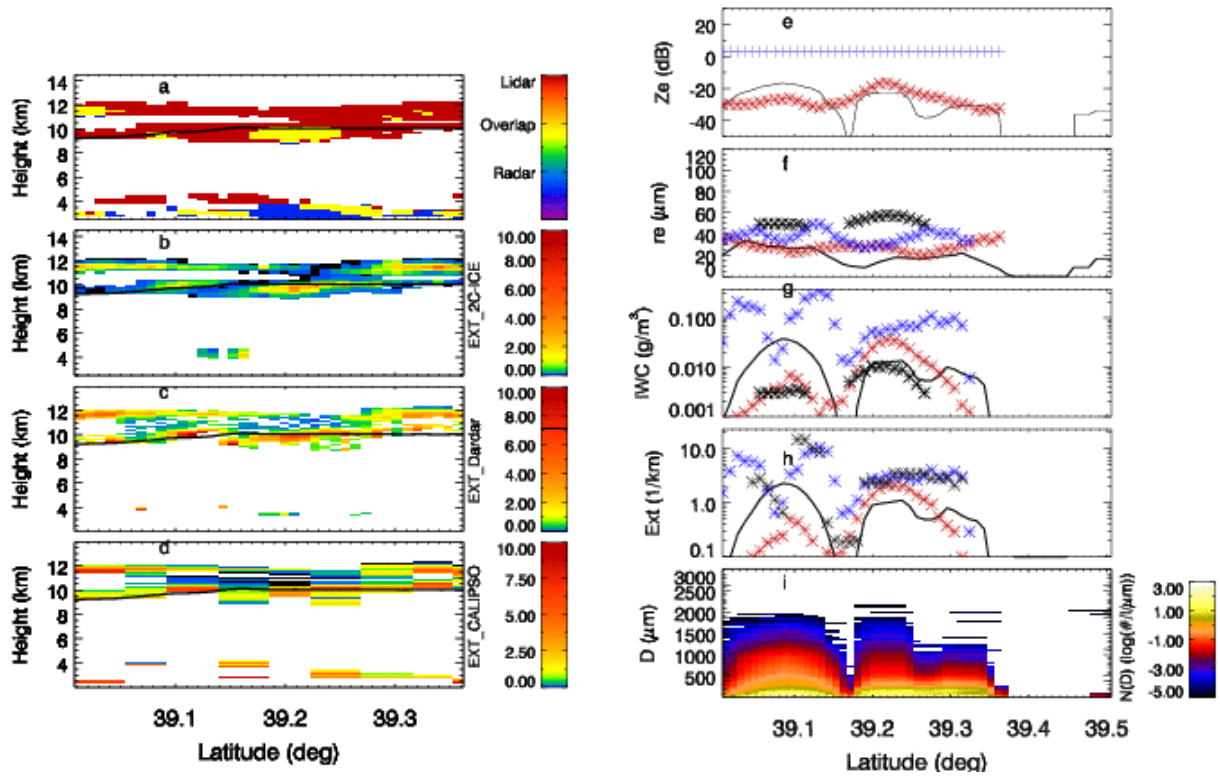 a
14
12
10
8
6
4
Height (km)
Lidar
Overlap
Radar
b
14
12
10
8
6
4
Height (km)
10.00
8.00
6.00
4.00
2.00
0.00
EXT_2C-ICE
c
12
10
8
6
4
Height (km)
10.00
8.00
6.00
4.00
2.00
0.00
EXT_Dardar
d
12
10
8
6
4
Height (km)
10.00
7.50
5.00
2.50
0.00
EXT_CALIPSO
39.1
39.2
39.3
Latitude (deg)
e
20
0
-20
-40
Ze (dB)
f
120
100
80
60
40
20
0
re (µm)
g
0.100
0.010
0.001
IWC (g/m³)
h
10.0
1.0
0.1
Ext (1/km)
i
3000
2500
2000
1500
1000
500
D (µm)
3.00
1.00
-1.00
-3.00
-5.00
N(D) (log(#/l/µm))
39.1
39.2
39.3
39.4
39.5
Latitude (deg)